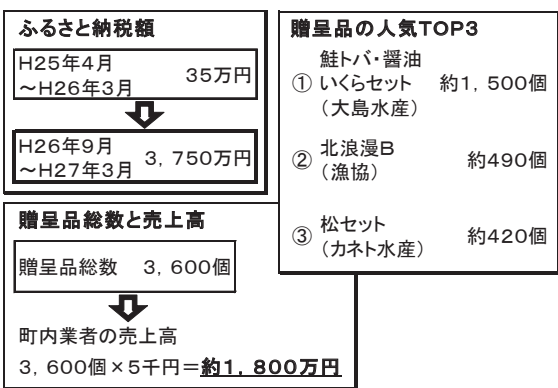 ふるさと納税額
H25年4月
～H26年3月
35万円
H26年9月
～H27年3月
3，750万円
贈呈品の人気TOP3
① 鮭トバ・醤油
いくらセット
（大島水産）
約1，500個
② 北浪漫B
（漁協）
約490個
③ 松セット
（カネト水産）
約420個
贈呈品総数と売上高
贈呈品総数　3，600個
町内業者の売上高
3，600個×5千円＝約1，800万円